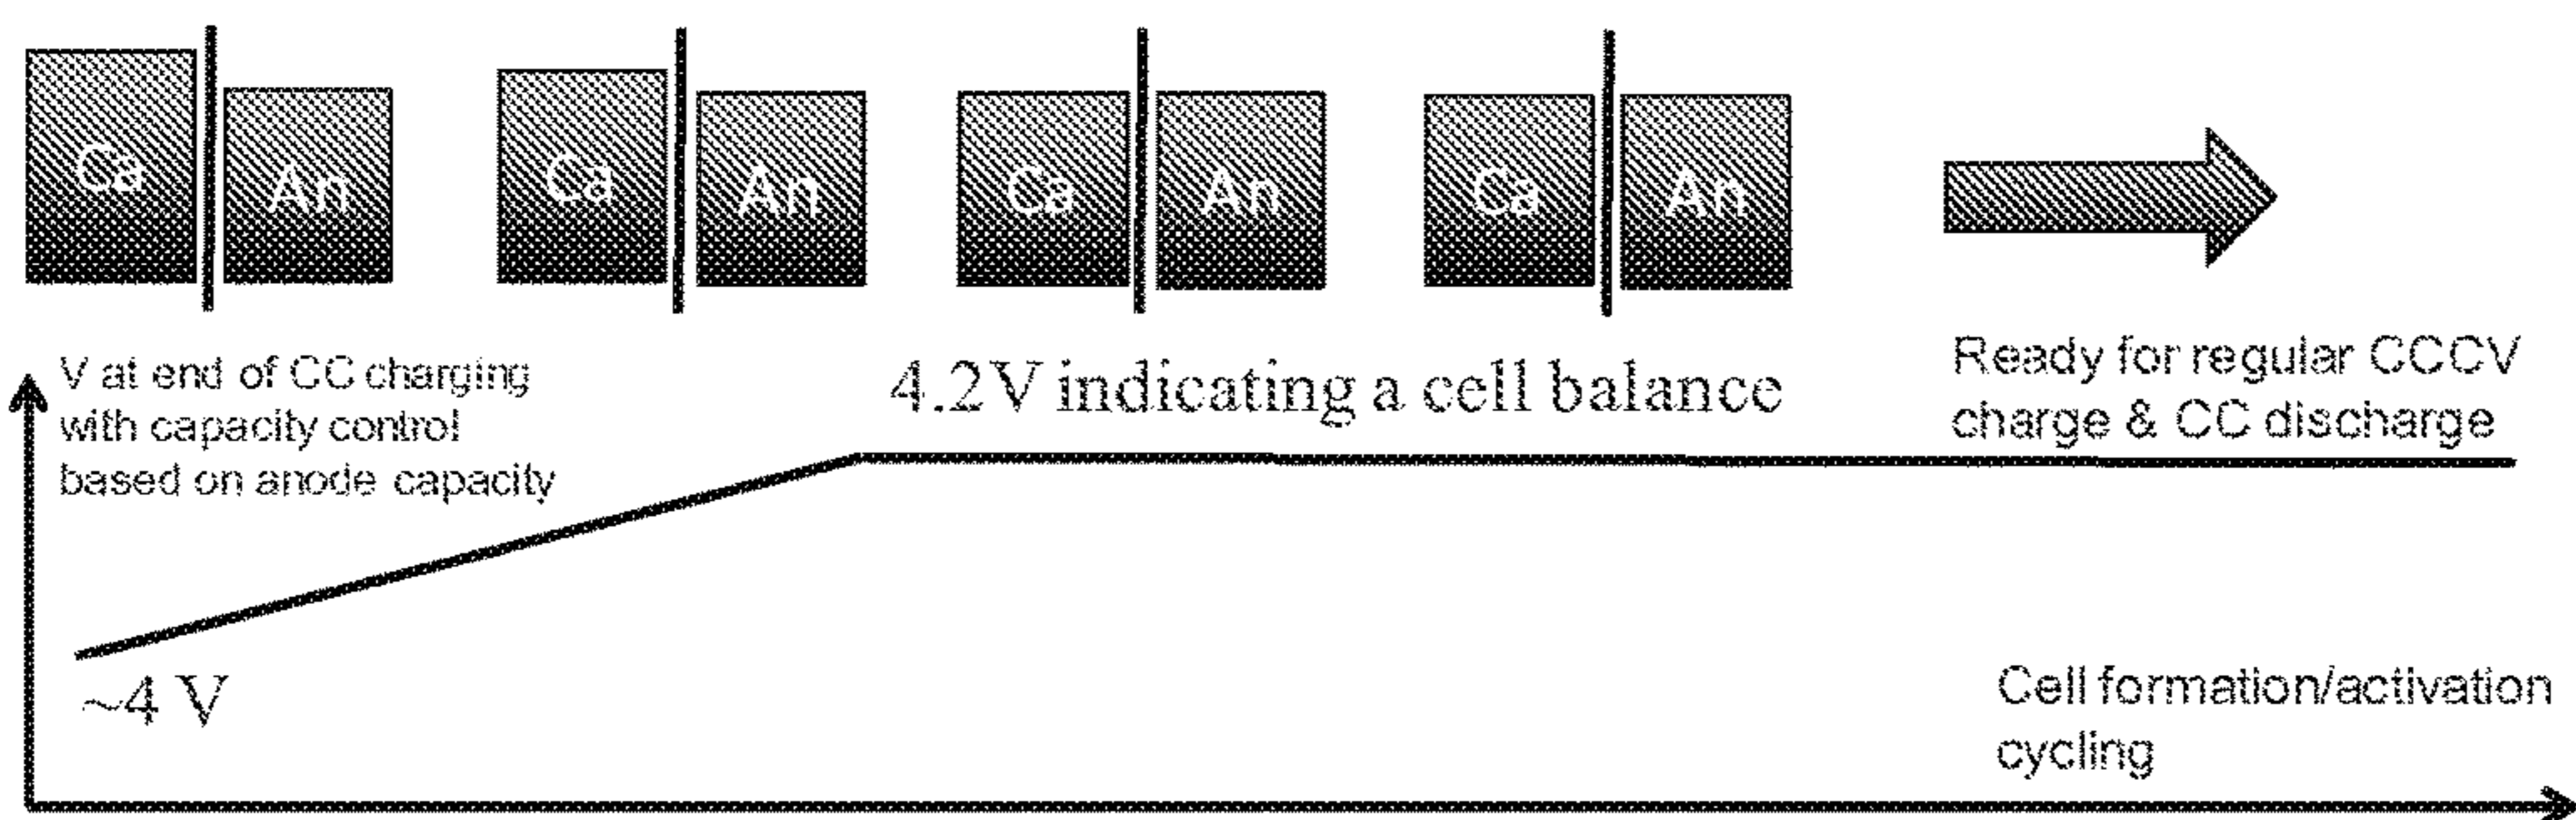 Ca An Ca An Ca An Ca An
V at end of CC charging
with capacity control
based on anode capacity
4.2V indicating a cell balance
Ready for regular CCCV
charge & CC discharge
~4 V
Cell formation/activation
cycling